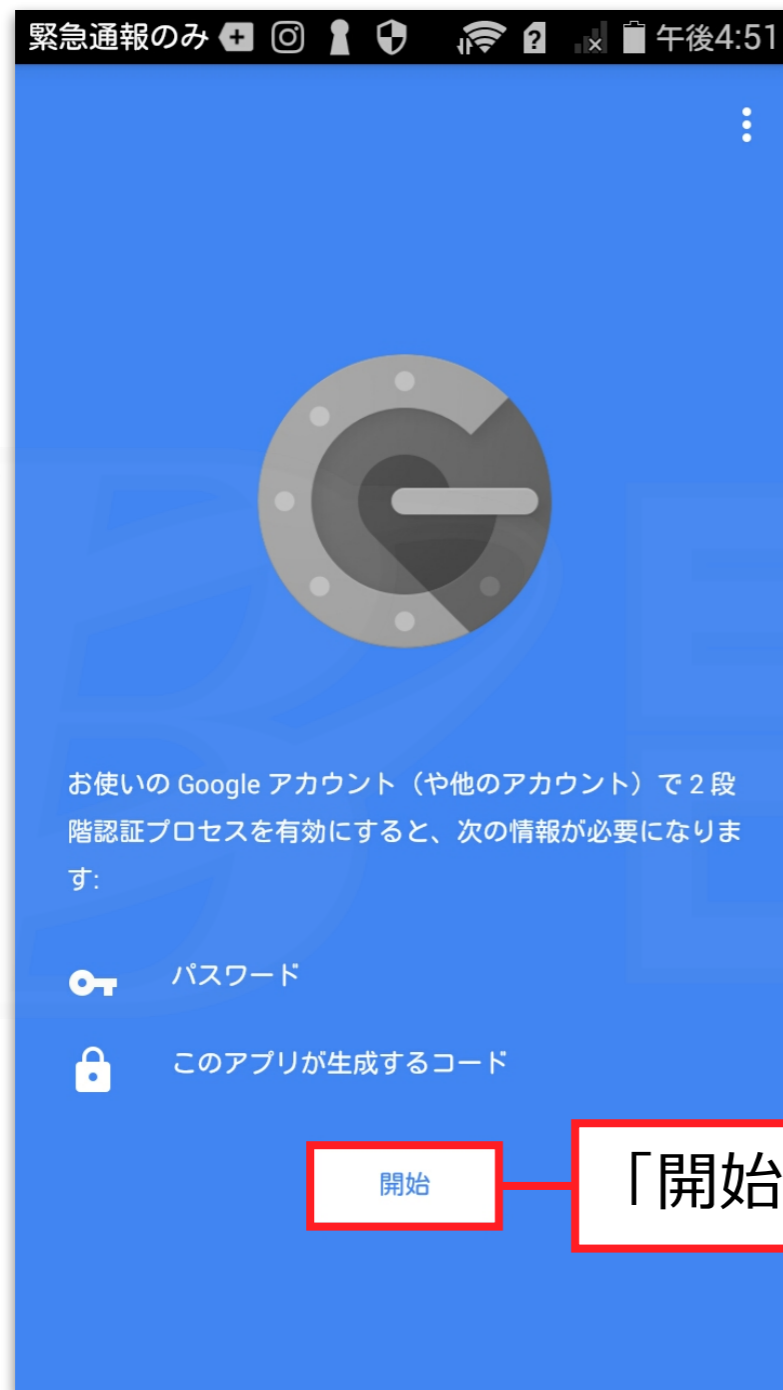 緊急通報のみ 午後4:51
お使いの Google アカウント（や他のアカウント）で 2 段
階認証プロセスを有効にすると、次の情報が必要になりま
す:
パスワード
このアプリが生成するコード
開始
「開始